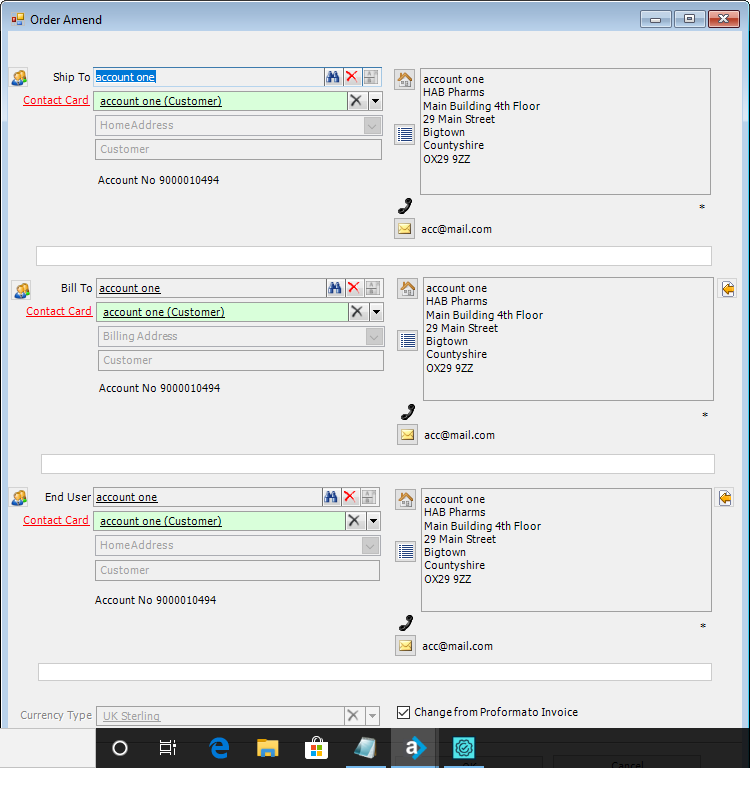 Order Amend
Ship To account one
Contact Card account one (Customer)
HomeAddress
Customer
Account No 9000010494
account one
HAB Pharms
Main Building 4th Floor
29 Main Street
Bigtown
Countyshire
OX29 9ZZ
*
acc@mail.com
Bill To account one
Contact Card account one (Customer)
Billing Address
Customer
Account No 9000010494
account one
HAB Pharms
Main Building 4th Floor
29 Main Street
Bigtown
Countyshire
OX29 9ZZ
*
acc@mail.com
End User account one
Contact Card account one (Customer)
HomeAddress
Customer
Account No 9000010494
account one
HAB Pharms
Main Building 4th Floor
29 Main Street
Bigtown
Countyshire
OX29 9ZZ
*
acc@mail.com
Currency Type UK Sterling
Change from Proformato Invoice
a
Cancel